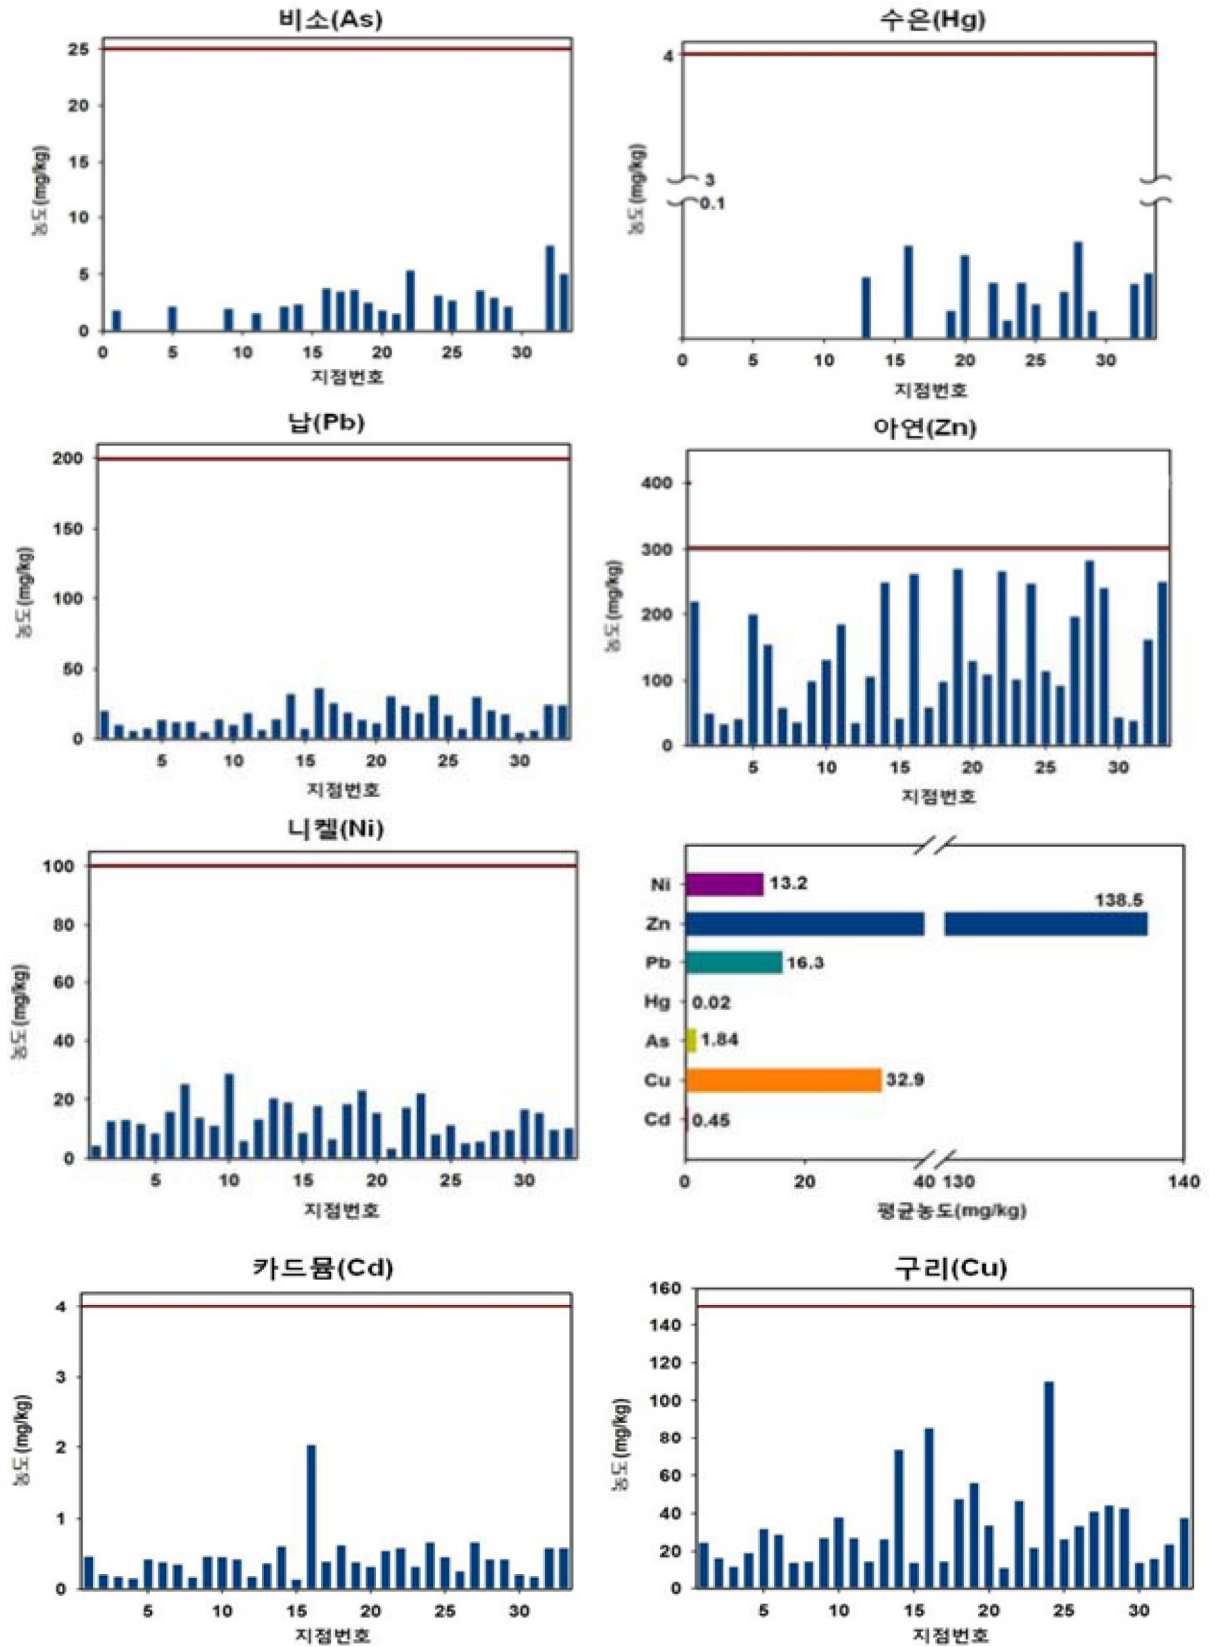 비소(As)
25
20
15
10
5
0
농도(mg/kg)
0 5 10 15 20 25 30
지점번호
수은(Hg)
4
3
0.1
농도(mg/kg)
0 5 10 15 20 25 30
지점번호
납(Pb)
200
150
100
50
0
농도(mg/kg)
5 10 15 20 25 30
지점번호
아연(Zn)
400
300
200
100
0
농도(mg/kg)
5 10 15 20 25 30
지점번호
니켈(Ni)
100
80
60
40
20
0
농도(mg/kg)
5 10 15 20 25 30
지점번호
Ni 13.2
138.5
Zn
Pb 16.3
Hg 0.02
As 1.84
Cu 32.9
Cd 0.45
0 20 40 130 140
평균농도(mg/kg)
카드뮴(Cd)
4
3
2
1
0
농도(mg/kg)
5 10 15 20 25 30
지점번호
구리(Cu)
160
140
120
100
80
60
40
20
0
농도(mg/kg)
5 10 15 20 25 30
지점번호